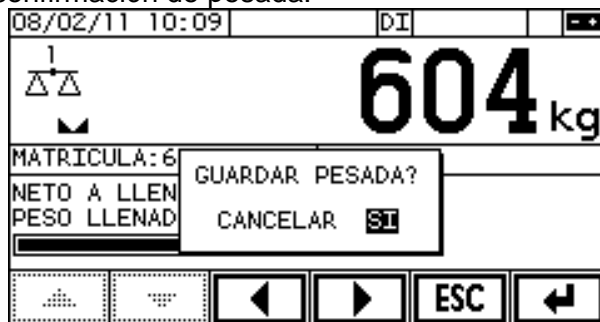 confirmación de pesada.
08/02/11 10:09 DI
1
604 kg
MATRICULA:6
GUARDAR PESADA?
NETO A LLEN
PESO LLENAD
CANCELAR SI
ESC